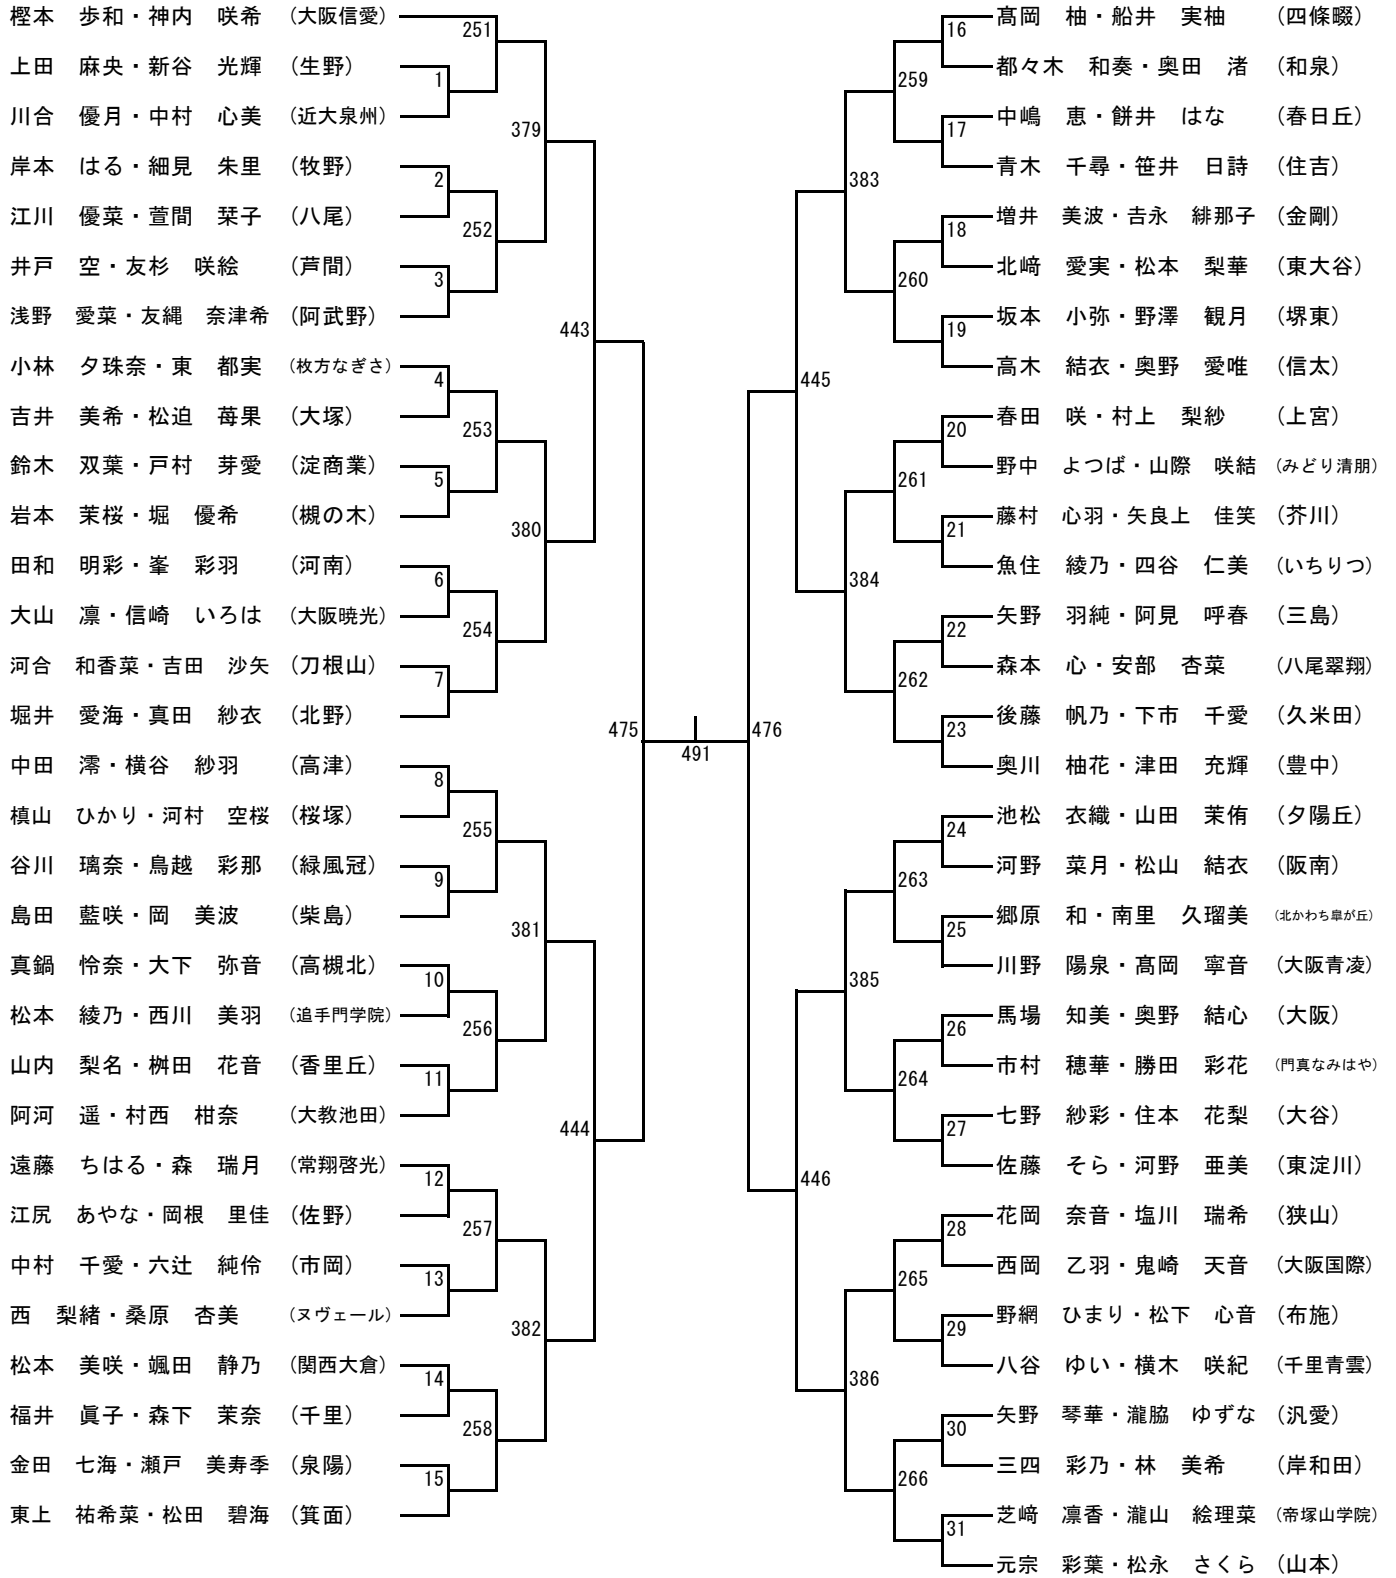 樫本　歩和・神内　咲希　(大阪信愛)
251
上田　麻央・新谷　光輝　(生野)
1
川合　優月・中村　心美　(近大泉州)
379
岸本　はる・細見　朱里　(牧野)
2
江川　優菜・萱間　栞子　(八尾)
252
井戸　空・友杉　咲絵　(芦間)
3
浅野　愛菜・友縄　奈津希　(阿武野)
443
小林　夕珠奈・東　都実　(枚方なぎさ)
4
吉井　美希・松迫　苺果　(大塚)
253
鈴木　双葉・戸村　芽愛　(淀商業)
5
岩本　茉桜・堀　優希　(槻の木)
380
田和　明彩・峯　彩羽　(河南)
6
大山　凛・信崎　いろは　(大阪暁光)
254
河合　和香菜・吉田　沙矢　(刀根山)
7
堀井　愛海・真田　紗衣　(北野)
475
中田　澪・横谷　紗羽　(高津)
8
槙山　ひかり・河村　空桜　(桜塚)
255
谷川　璃奈・鳥越　彩那　(緑風冠)
9
島田　藍咲・岡　美波　(柴島)
381
真鍋　怜奈・大下　弥音　(高槻北)
10
松本　綾乃・西川　美羽　(追手門学院)
256
山内　梨名・桝田　花音　(香里丘)
11
阿河　遥・村西　柑奈　(大教池田)
444
遠藤　ちはる・森　瑞月　(常翔啓光)
12
江尻　あやな・岡根　里佳　(佐野)
257
中村　千愛・六辻　純伶　(市岡)
13
西　梨緒・桑原　杏美　(ヌヴェール)
382
松本　美咲・颯田　静乃　(関西大倉)
14
福井　眞子・森下　茉奈　(千里)
258
金田　七海・瀬戸　美寿季　(泉陽)
15
東上　祐希菜・松田　碧海　(箕面)
491
髙岡　柚・船井　実柚　(四條畷)
16
都々木　和奏・奥田　渚　(和泉)
259
中嶋　恵・餅井　はな　(春日丘)
17
青木　千尋・笹井　日詩　(住吉)
383
増井　美波・𠮷永　緋那子　(金剛)
18
北﨑　愛実・松本　梨華　(東大谷)
260
坂本　小弥・野澤　観月　(堺東)
19
高木　結衣・奥野　愛唯　(信太)
445
春田　咲・村上　梨紗　(上宮)
20
野中　よつば・山際　咲結　(みどり清朋)
261
藤村　心羽・矢良上　佳笑　(芥川)
21
魚住　綾乃・四谷　仁美　(いちりつ)
384
矢野　羽純・阿見　呼春　(三島)
22
森本　心・安部　杏菜　(八尾翠翔)
262
後藤　帆乃・下市　千愛　(久米田)
23
奥川　柚花・津田　充輝　(豊中)
476
池松　衣織・山田　茉侑　(夕陽丘)
24
河野　菜月・松山　結衣　(阪南)
263
郷原　和・南里　久瑠美　(北かわち皐が丘)
25
川野　陽泉・髙岡　寧音　(大阪青凌)
385
馬場　知美・奥野　結心　(大阪)
26
市村　穂華・勝田　彩花　(門真なみはや)
264
七野　紗彩・住本　花梨　(大谷)
27
佐藤　そら・河野　亜美　(東淀川)
446
花岡　奈音・塩川　瑞希　(狭山)
28
西岡　乙羽・鬼崎　天音　(大阪国際)
265
野網　ひまり・松下　心音　(布施)
29
八谷　ゆい・横木　咲紀　(千里青雲)
386
矢野　琴華・瀧脇　ゆずな　(汎愛)
30
三四　彩乃・林　美希　(岸和田)
266
芝﨑　凛香・瀧山　絵理菜　(帝塚山学院)
31
元宗　彩葉・松永　さくら　(山本)